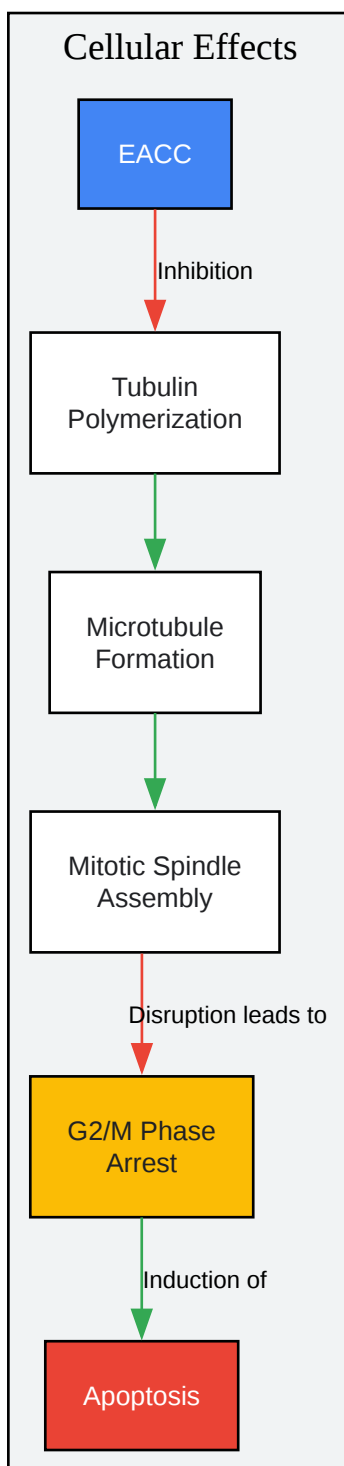 Cellular Effects
EACC
Inhibition
Tubulin
Polymerization
Microtubule
Formation
Mitotic Spindle
Assembly
Disruption leads to
G2/M Phase
Arrest
Induction of
Apoptosis